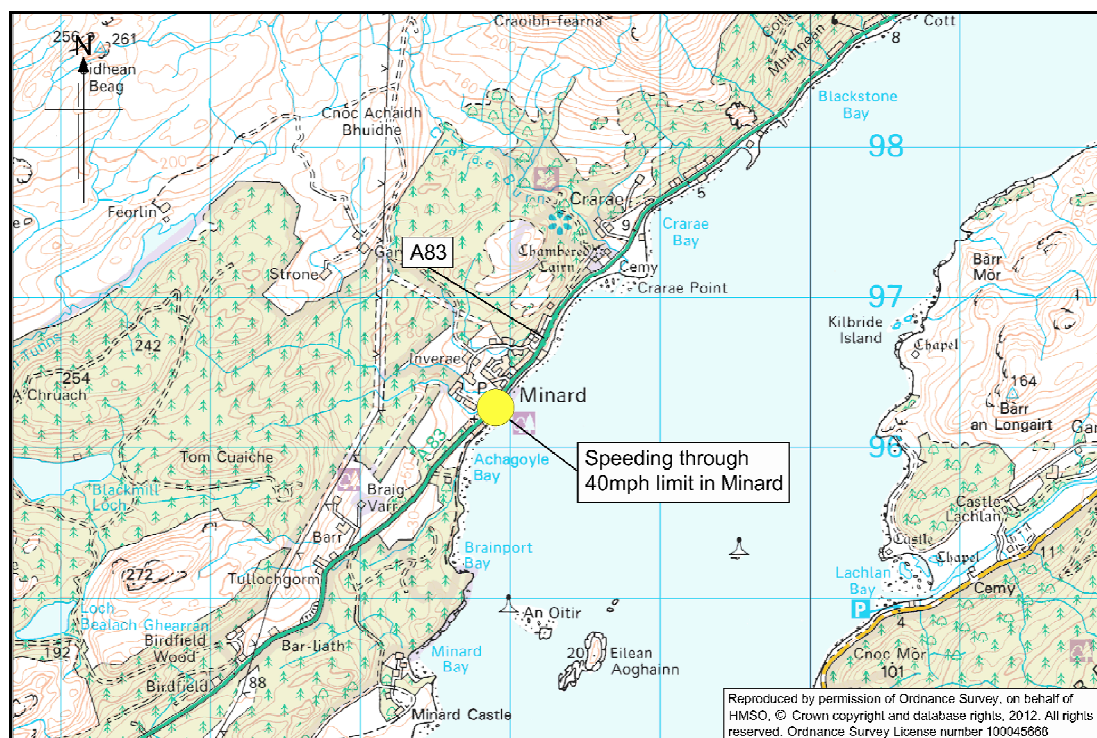 256
261
N
Sidhean
Beag
Craoibh-fearna
Cott
8
Mhinnean
Blackstone
Bay
Cnoc Achaidh
Bhuidhe
98
Crarae Burn
Crarae
5
Feorlin
9
Crarae
Bay
A83
Chambered
Cairn
Cemy
Crarae Point
Strone
Bàrr
Mòr
97
Kilbride
Island
Chapel
242
Inverae
254
A Chruach
P
Minard
164
Bàrr
an Longairt
A83
96
Achagoyle
Bay
Speeding through
40mph limit in Minard
Tom Cuaiche
Blackmill
Loch
Braig
Varr
Castle
Lachlan
Barr
Brainport
Bay
Castle
Chapel
11
272
Tullochgorm
Lachlan
Bay
Cemy
P
4
Loch
Bealach Ghearran
An Oitir
192
Birdfield
Wood
Bar-liath
Minard
Bay
20
Eilean
Aoghainn
Cnoc Mòr
101
Birdfield
88
Minard Castle
Reproduced by permission of Ordnance Survey, on behalf of
HMSO, © Crown copyright and database rights, 2012. All rights
reserved. Ordnance Survey License number 100045668